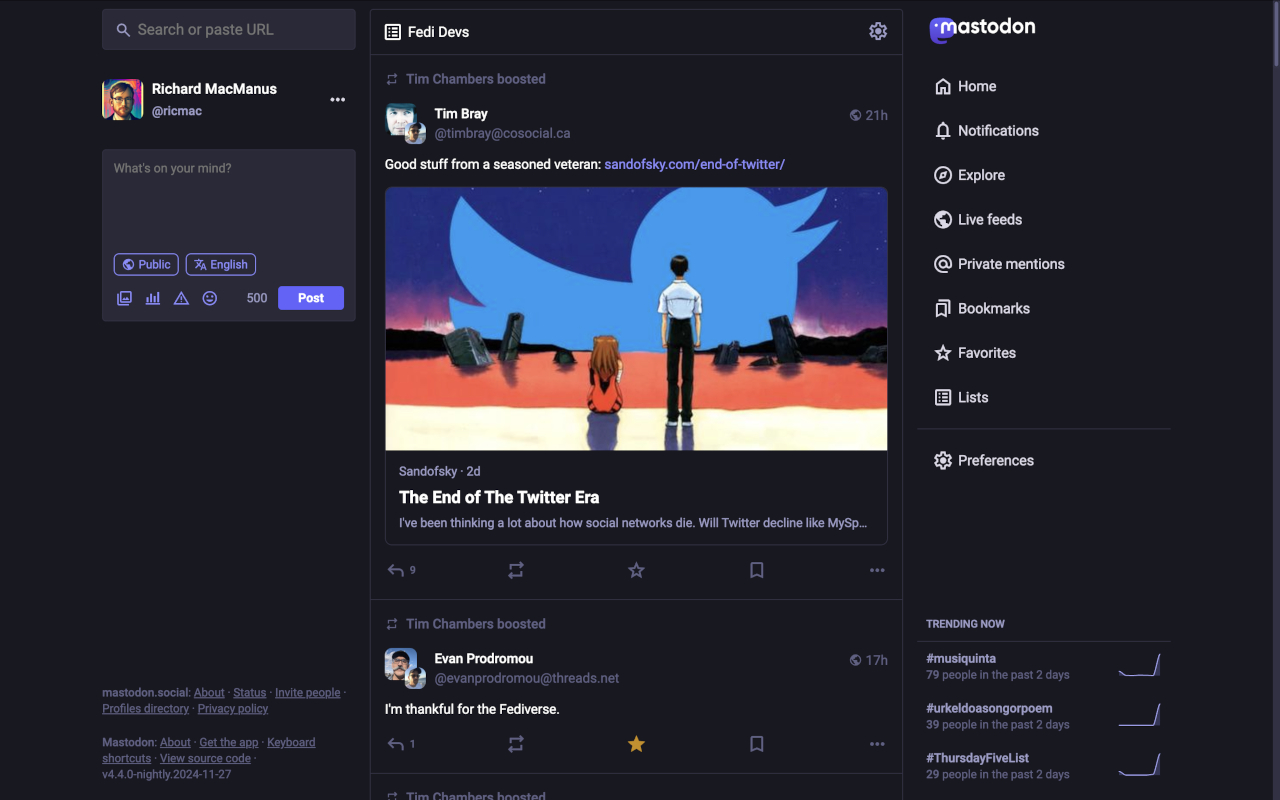 Search or paste URL
Richard MacManus
@ricmac
What's on your mind?
Public English
500 Post
mastodon.social: About · Status · Invite people ·
Profiles directory · Privacy policy
Mastodon: About · Get the app · Keyboard
shortcuts · View source code ·
v4.4.0-nightly.2024-11-27
Fedi Devs
Tim Chambers boosted
Tim Bray
21h
@timbray@cosocial.ca
Good stuff from a seasoned veteran: sandofsky.com/end-of-twitter/
Sandofsky · 2d
The End of The Twitter Era
I've been thinking a lot about how social networks die. Will Twitter decline like MySp...
9
Tim Chambers boosted
Evan Prodromou
17h
@evanprodromou@threads.net
I'm thankful for the Fediverse.
1
Tim Chambers boosted
mastodon
Home
Notifications
Explore
Live feeds
Private mentions
Bookmarks
Favorites
Lists
Preferences
TRENDING NOW
#musiquinta
79 people in the past 2 days
#urkeldoasongorpoem
39 people in the past 2 days
#ThursdayFiveList
29 people in the past 2 days